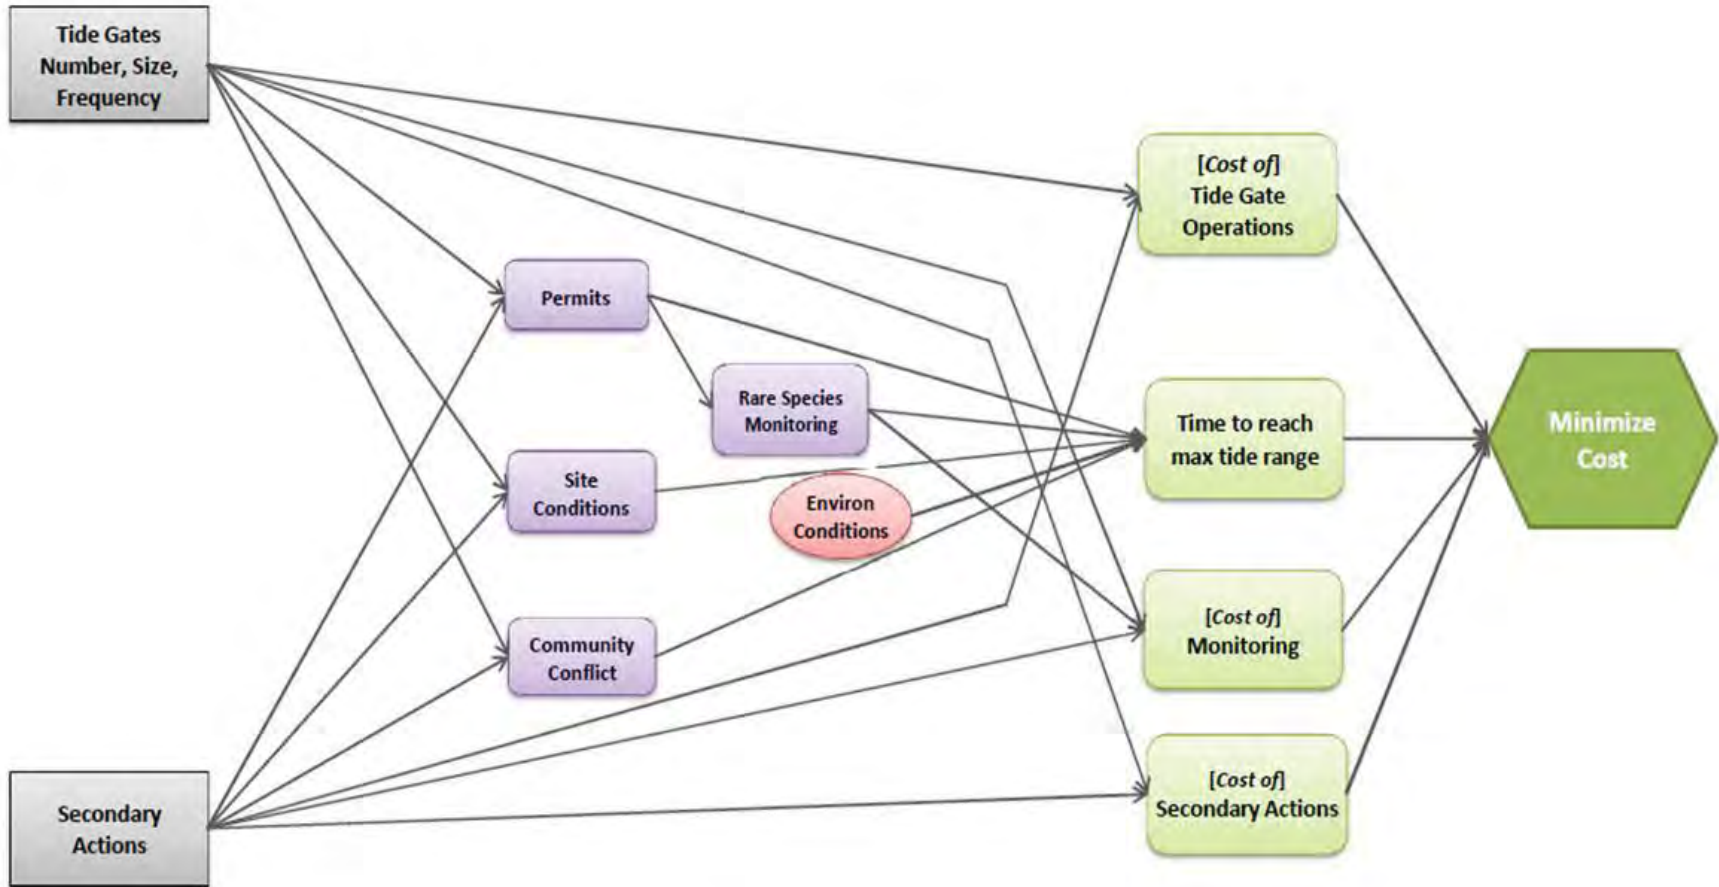 Tide Gates
Number, Size,
Frequency
[Cost of]
Tide Gate
Operations
Permits
Rare Species
Monitoring
Time to reach
max tide range
Minimize
Cost
Site
Conditions
Environ
Conditions
Community
Conflict
[Cost of]
Monitoring
Secondary
Actions
[Cost of]
Secondary Actions